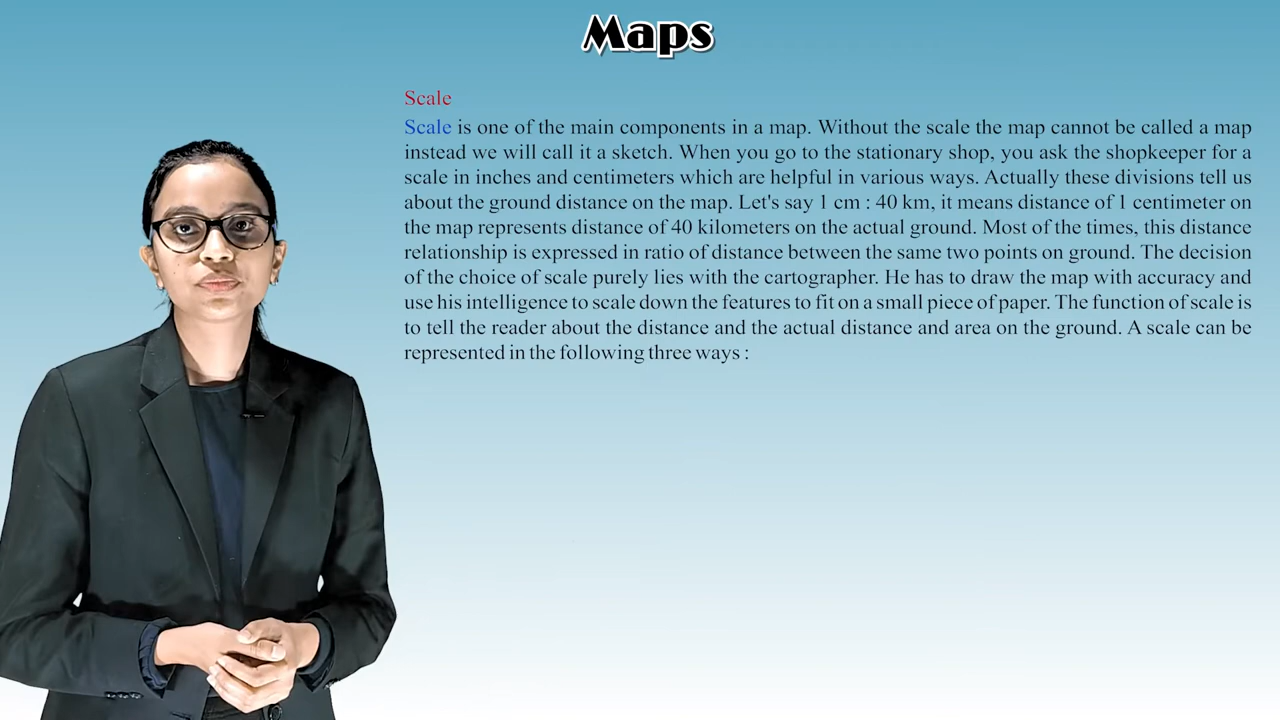 Maps
Scale
Scale is one of the main components in a map. Without the scale the map cannot be called a map
instead we will call it a sketch. When you go to the stationary shop, you ask the shopkeeper for a
scale in inches and centimeters which are helpful in various ways. Actually these divisions tell us
about the ground distance on the map. Let's say 1 cm : 40 km, it means distance of 1 centimeter on
the map represents distance of 40 kilometers on the actual ground. Most of the times, this distance
relationship is expressed in ratio of distance between the same two points on ground. The decision
of the choice of scale purely lies with the cartographer. He has to draw the map with accuracy and
use his intelligence to scale down the features to fit on a small piece of paper. The function of scale is
to tell the reader about the distance and the actual distance and area on the ground. A scale can be
represented in the following three ways :